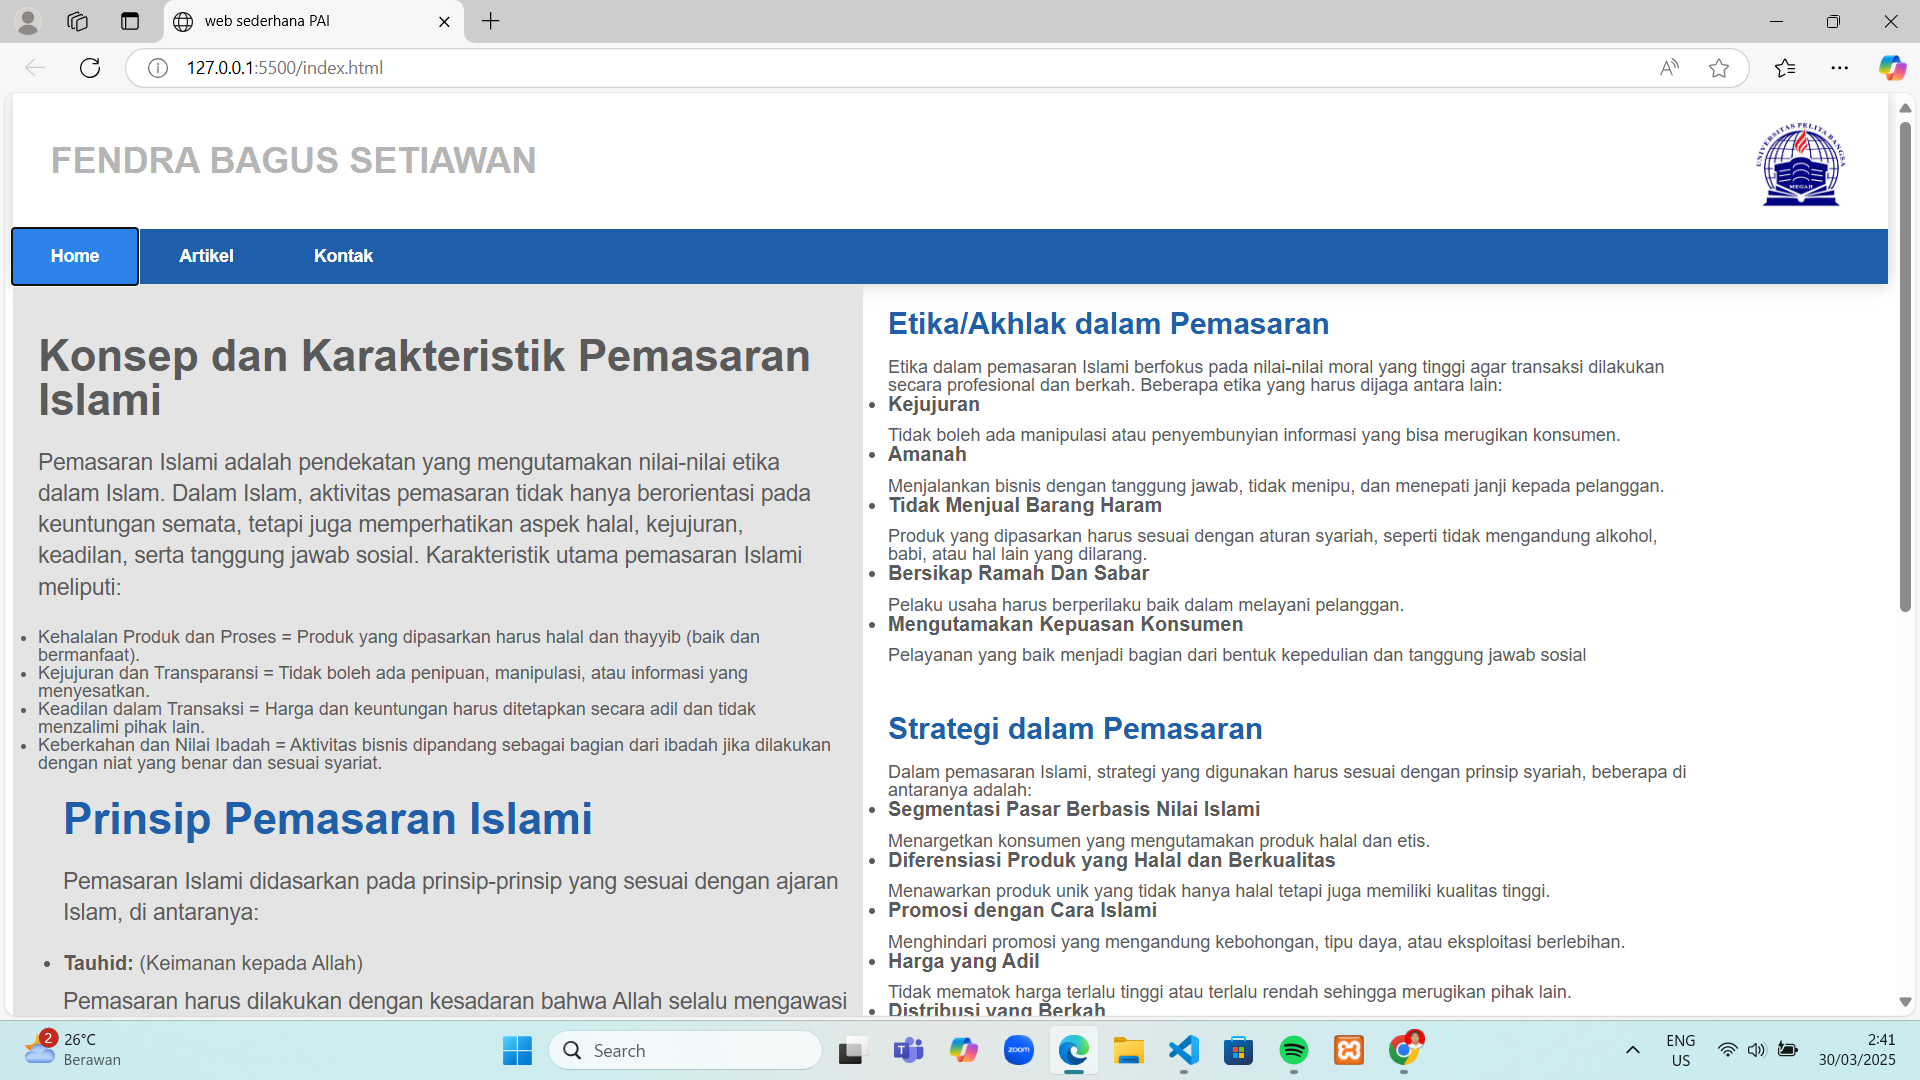 web sederhana PAI
127.0.0.1:5500/index.html
FENDRA BAGUS SETIAWAN
UNIVERSITAS PELITA BANGSA
MEGAH
Home
Artikel
Kontak
Konsep dan Karakteristik Pemasaran
Islami
Pemasaran Islami adalah pendekatan yang mengutamakan nilai-nilai etika
dalam Islam. Dalam Islam, aktivitas pemasaran tidak hanya berorientasi pada
keuntungan semata, tetapi juga memperhatikan aspek halal, kejujuran,
keadilan, serta tanggung jawab sosial. Karakteristik utama pemasaran Islami
meliputi:
• Kehalalan Produk dan Proses = Produk yang dipasarkan harus halal dan thayyib (baik dan
bermanfaat).
• Kejujuran dan Transparansi = Tidak boleh ada penipuan, manipulasi, atau informasi yang
menyesatkan.
• Keadilan dalam Transaksi = Harga dan keuntungan harus ditetapkan secara adil dan tidak
menzalimi pihak lain.
• Keberkahan dan Nilai Ibadah = Aktivitas bisnis dipandang sebagai bagian dari ibadah jika dilakukan
dengan niat yang benar dan sesuai syariat.
Prinsip Pemasaran Islami
Pemasaran Islami didasarkan pada prinsip-prinsip yang sesuai dengan ajaran
Islam, di antaranya:
• Tauhid: (Keimanan kepada Allah)
Pemasaran harus dilakukan dengan kesadaran bahwa Allah selalu mengawasi
Etika/Akhlak dalam Pemasaran
Etika dalam pemasaran Islami berfokus pada nilai-nilai moral yang tinggi agar transaksi dilakukan
secara profesional dan berkah. Beberapa etika yang harus dijaga antara lain:
• Kejujuran
Tidak boleh ada manipulasi atau penyembunyian informasi yang bisa merugikan konsumen.
• Amanah
Menjalankan bisnis dengan tanggung jawab, tidak menipu, dan menepati janji kepada pelanggan.
• Tidak Menjual Barang Haram
Produk yang dipasarkan harus sesuai dengan aturan syariah, seperti tidak mengandung alkohol,
babi, atau hal lain yang dilarang.
• Bersikap Ramah Dan Sabar
Pelaku usaha harus berperilaku baik dalam melayani pelanggan.
• Mengutamakan Kepuasan Konsumen
Pelayanan yang baik menjadi bagian dari bentuk kepedulian dan tanggung jawab sosial
Strategi dalam Pemasaran
Dalam pemasaran Islami, strategi yang digunakan harus sesuai dengan prinsip syariah, beberapa di
antaranya adalah:
• Segmentasi Pasar Berbasis Nilai Islami
Menargetkan konsumen yang mengutamakan produk halal dan etis.
• Diferensiasi Produk yang Halal dan Berkualitas
Menawarkan produk unik yang tidak hanya halal tetapi juga memiliki kualitas tinggi.
• Promosi dengan Cara Islami
Menghindari promosi yang mengandung kebohongan, tipu daya, atau eksploitasi berlebihan.
• Harga yang Adil
Tidak mematok harga terlalu tinggi atau terlalu rendah sehingga merugikan pihak lain.
• Distribusi yang Berkah
2
26°C
Berawan
Search
zoom
ENG
US
2:41
30/03/2025